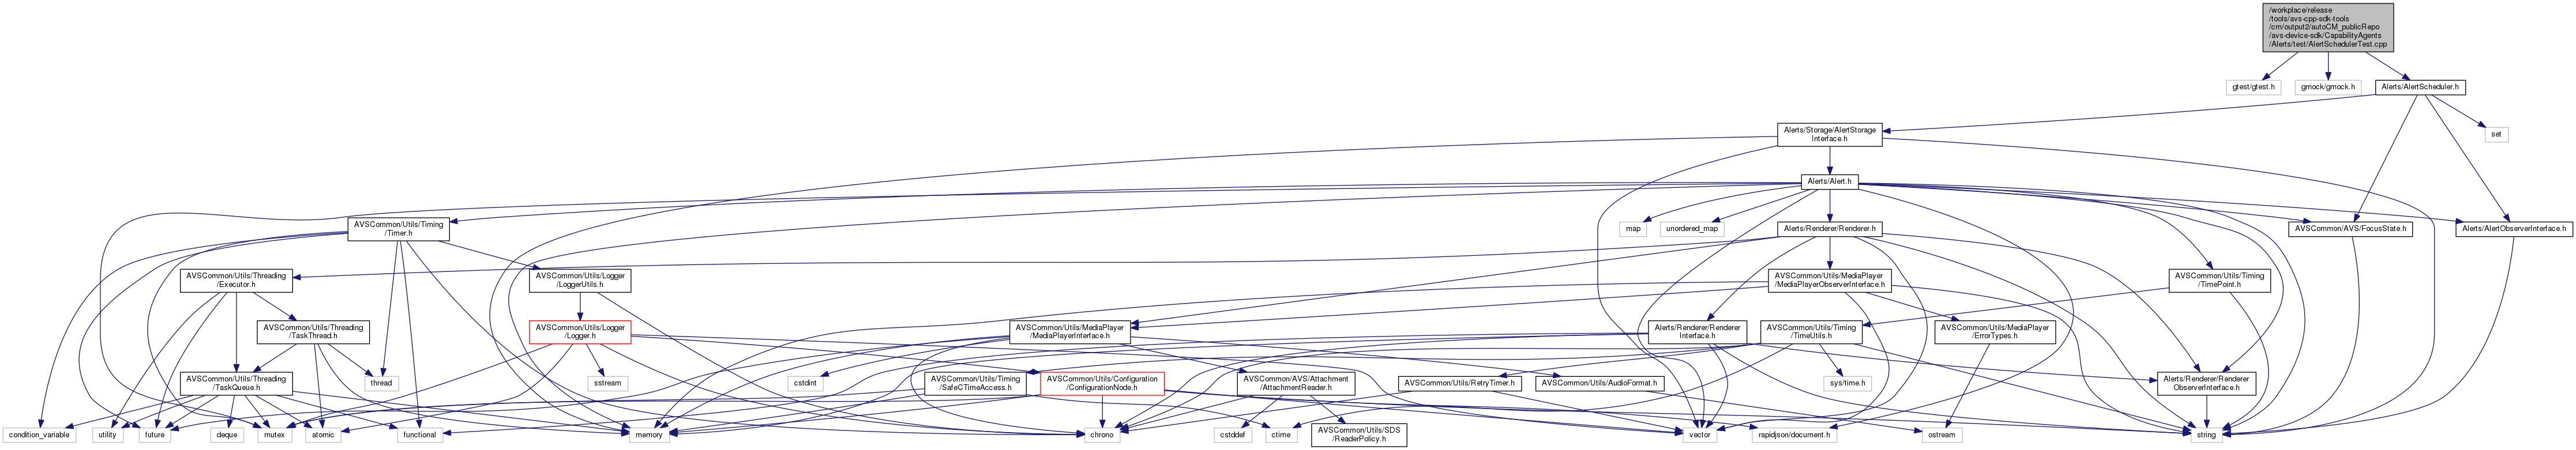 /workplace/release
/tools/avs-cpp-sdk-tools
/cm/output2/autoCM_publicRepo
/avs-device-sdk/CapabilityAgents
/Alerts/test/AlertSchedulerTest.cpp
gtest/gtest.h
gmock/gmock.h
Alerts/AlertScheduler.h
Alerts/Storage/AlertStorage
Interface.h
set
Alerts/Alert.h
AVSCommon/Utils/Timing
/Timer.h
map
unordered_map
Alerts/Renderer/Renderer.h
AVSCommon/AVS/FocusState.h
Alerts/AlertObserverInterface.h
AVSCommon/Utils/Threading
/Executor.h
AVSCommon/Utils/Logger
/LoggerUtils.h
AVSCommon/Utils/MediaPlayer
/MediaPlayerObserverInterface.h
AVSCommon/Utils/Timing
/TimePoint.h
AVSCommon/Utils/Threading
/TaskThread.h
AVSCommon/Utils/Logger
/Logger.h
AVSCommon/Utils/MediaPlayer
/MediaPlayerInterface.h
Alerts/Renderer/Renderer
Interface.h
AVSCommon/Utils/Timing
/TimeUtils.h
AVSCommon/Utils/MediaPlayer
/ErrorTypes.h
AVSCommon/Utils/Threading
/TaskQueue.h
thread
sstream
cstdint
AVSCommon/Utils/Timing
/SafeCTimeAccess.h
AVSCommon/Utils/Configuration
/ConfigurationNode.h
AVSCommon/AVS/Attachment
/AttachmentReader.h
AVSCommon/Utils/RetryTimer.h
AVSCommon/Utils/AudioFormat.h
sys/time.h
Alerts/Renderer/Renderer
ObserverInterface.h
condition_variable
utility
future
deque
mutex
atomic
functional
memory
chrono
cstddef
ctime
AVSCommon/Utils/SDS
/ReaderPolicy.h
vector
rapidjson/document.h
ostream
string